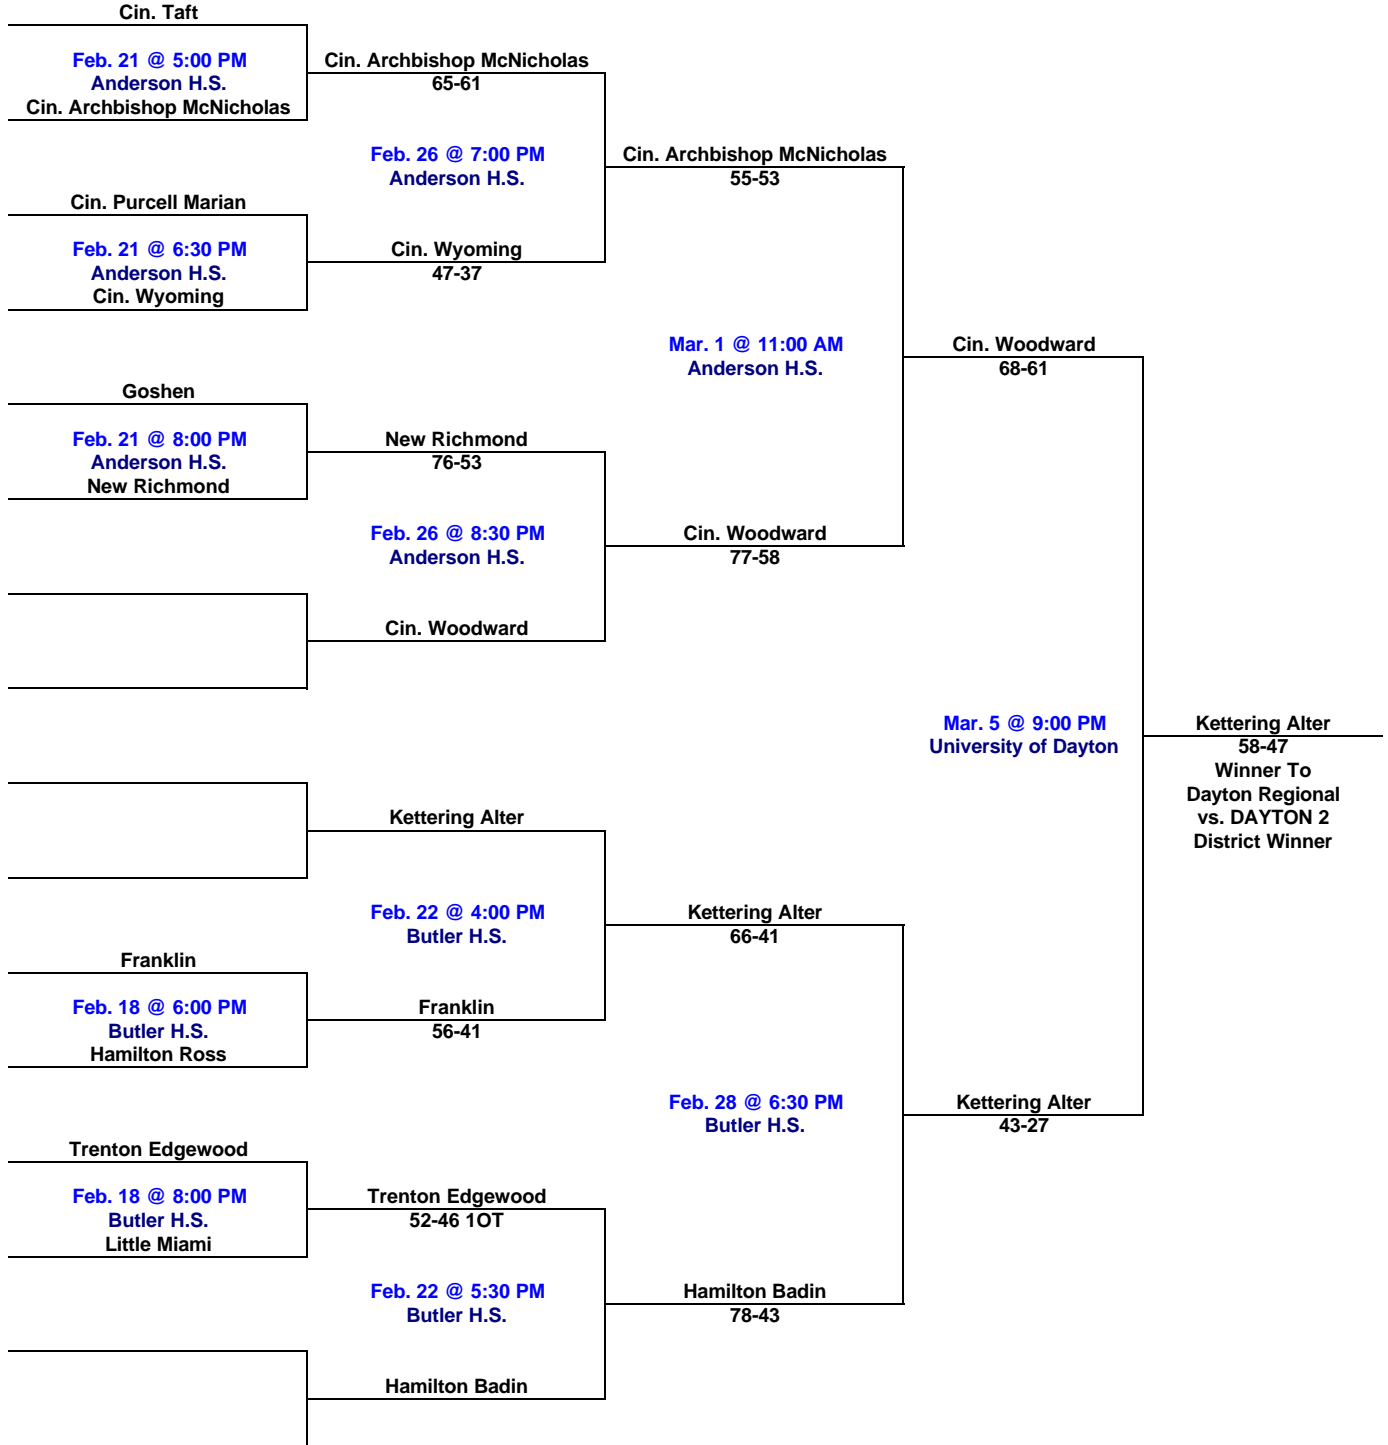 Cin. Taft
Feb. 21 @ 5:00 PM
Anderson H.S.
Cin. Archbishop McNicholas
Cin. Archbishop McNicholas
65-61
Feb. 26 @ 7:00 PM
Anderson H.S.
Cin. Archbishop McNicholas
55-53
Cin. Purcell Marian
Feb. 21 @ 6:30 PM
Anderson H.S.
Cin. Wyoming
Cin. Wyoming
47-37
Mar. 1 @ 11:00 AM
Anderson H.S.
Cin. Woodward
68-61
Goshen
Feb. 21 @ 8:00 PM
Anderson H.S.
New Richmond
New Richmond
76-53
Feb. 26 @ 8:30 PM
Anderson H.S.
Cin. Woodward
77-58
Cin. Woodward
Mar. 5 @ 9:00 PM
University of Dayton
Kettering Alter
58-47
Winner To
Dayton Regional
vs. DAYTON 2
District Winner
Kettering Alter
Feb. 22 @ 4:00 PM
Butler H.S.
Kettering Alter
66-41
Franklin
Feb. 18 @ 6:00 PM
Butler H.S.
Hamilton Ross
Franklin
56-41
Feb. 28 @ 6:30 PM
Butler H.S.
Kettering Alter
43-27
Trenton Edgewood
Feb. 18 @ 8:00 PM
Butler H.S.
Little Miami
Trenton Edgewood
52-46 1OT
Feb. 22 @ 5:30 PM
Butler H.S.
Hamilton Badin
78-43
Hamilton Badin